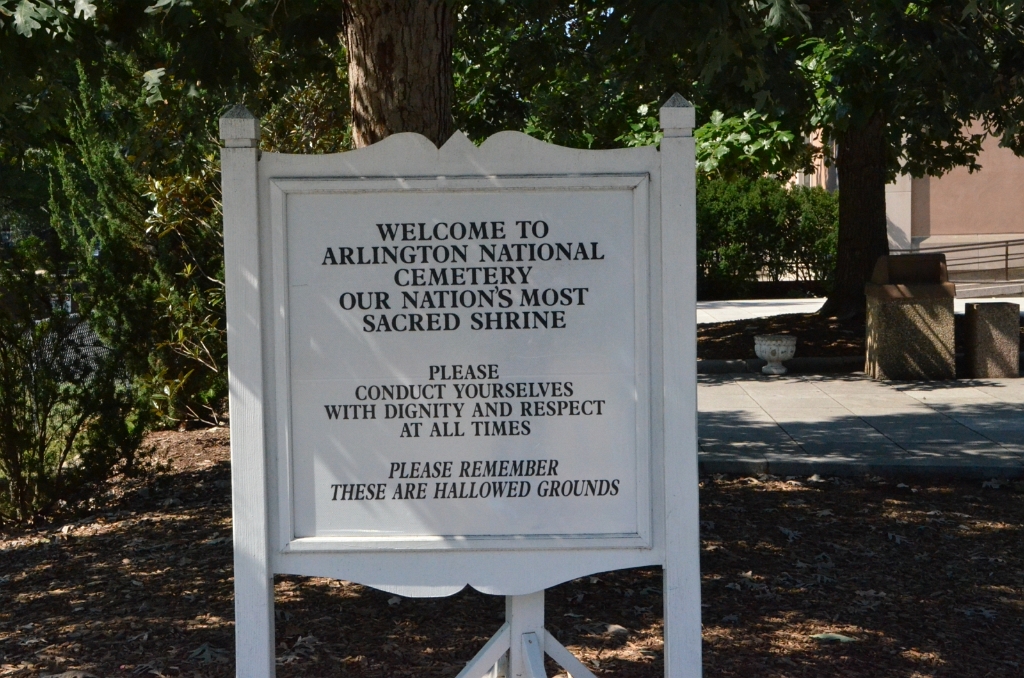 WELCOME TO
ARLINGTON NATIONAL
CEMETERY
OUR NATION'S MOST
SACRED SHRINE
PLEASE
CONDUCT YOURSELVES
WITH DIGNITY AND RESPECT
AT ALL TIMES
PLEASE REMEMBER
THESE ARE HALLOWED GROUNDS